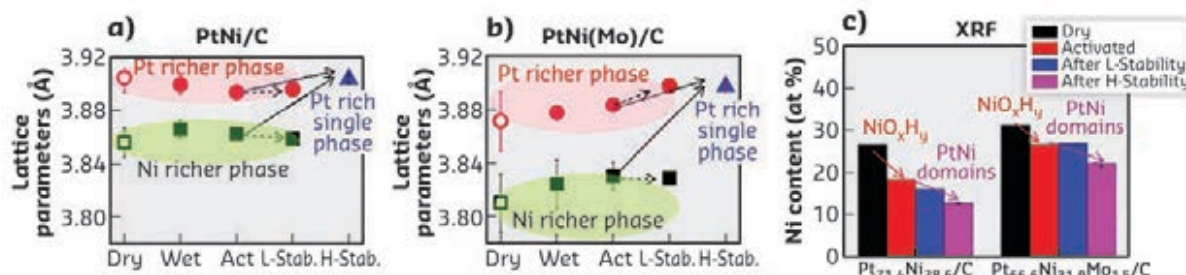 a) PtNi/C
Lattice parameters (Å)
3.92
3.88
3.84
3.80
Pt richer phase
Pt rich single phase
Ni richer phase
Dry Wet Act L-Stab. H-Stab.
b) PtNi(Mo)/C
Lattice parameters (Å)
3.92
3.88
3.84
3.80
Pt richer phase
Pt rich single phase
Ni richer phase
Dry Wet Act L-Stab. H-Stab.
c) XRF
Dry
Activated
After L-Stability
After H-Stability
Ni content (at %)
50
40
30
20
10
0
NiOxHy
PtNi domains
NiOxHy
PtNi domains